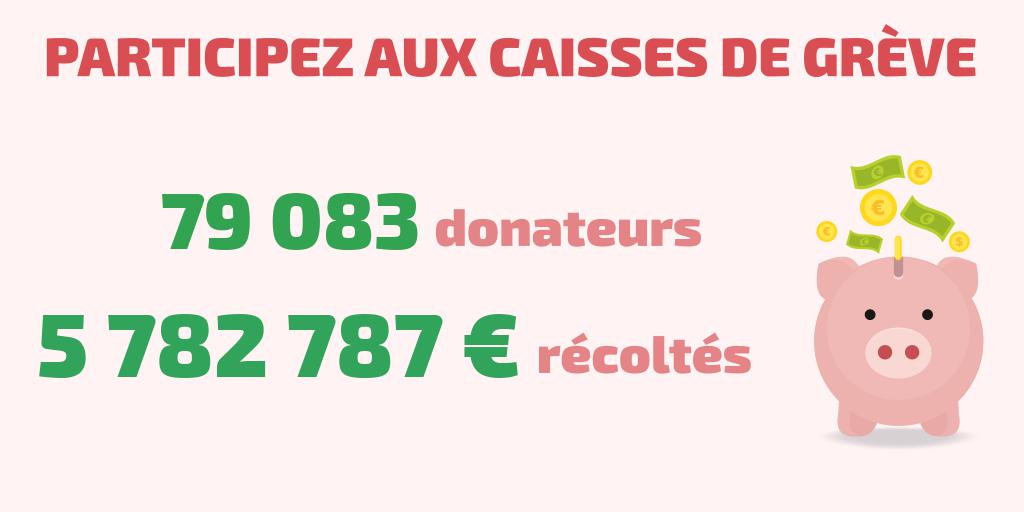 PARTICIPEZ AUX CAISSES DE GRÈVE
79 083 donateurs
5 782 787 € récoltés